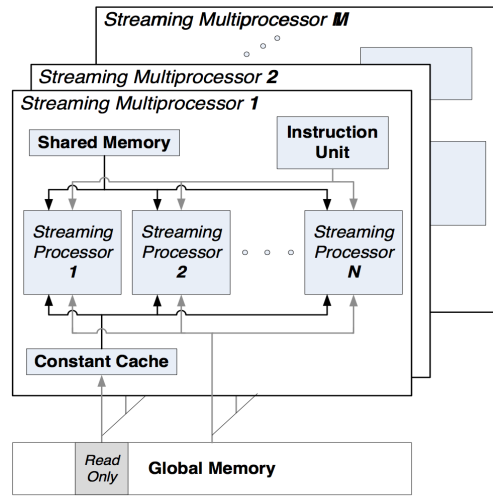 Streaming Multiprocessor M
Streaming Multiprocessor 2
Streaming Multiprocessor 1
Shared Memory
Instruction
Unit
Streaming
Processor
1
Streaming
Processor
2
Streaming
Processor
N
Constant Cache
Read
Only
Global Memory